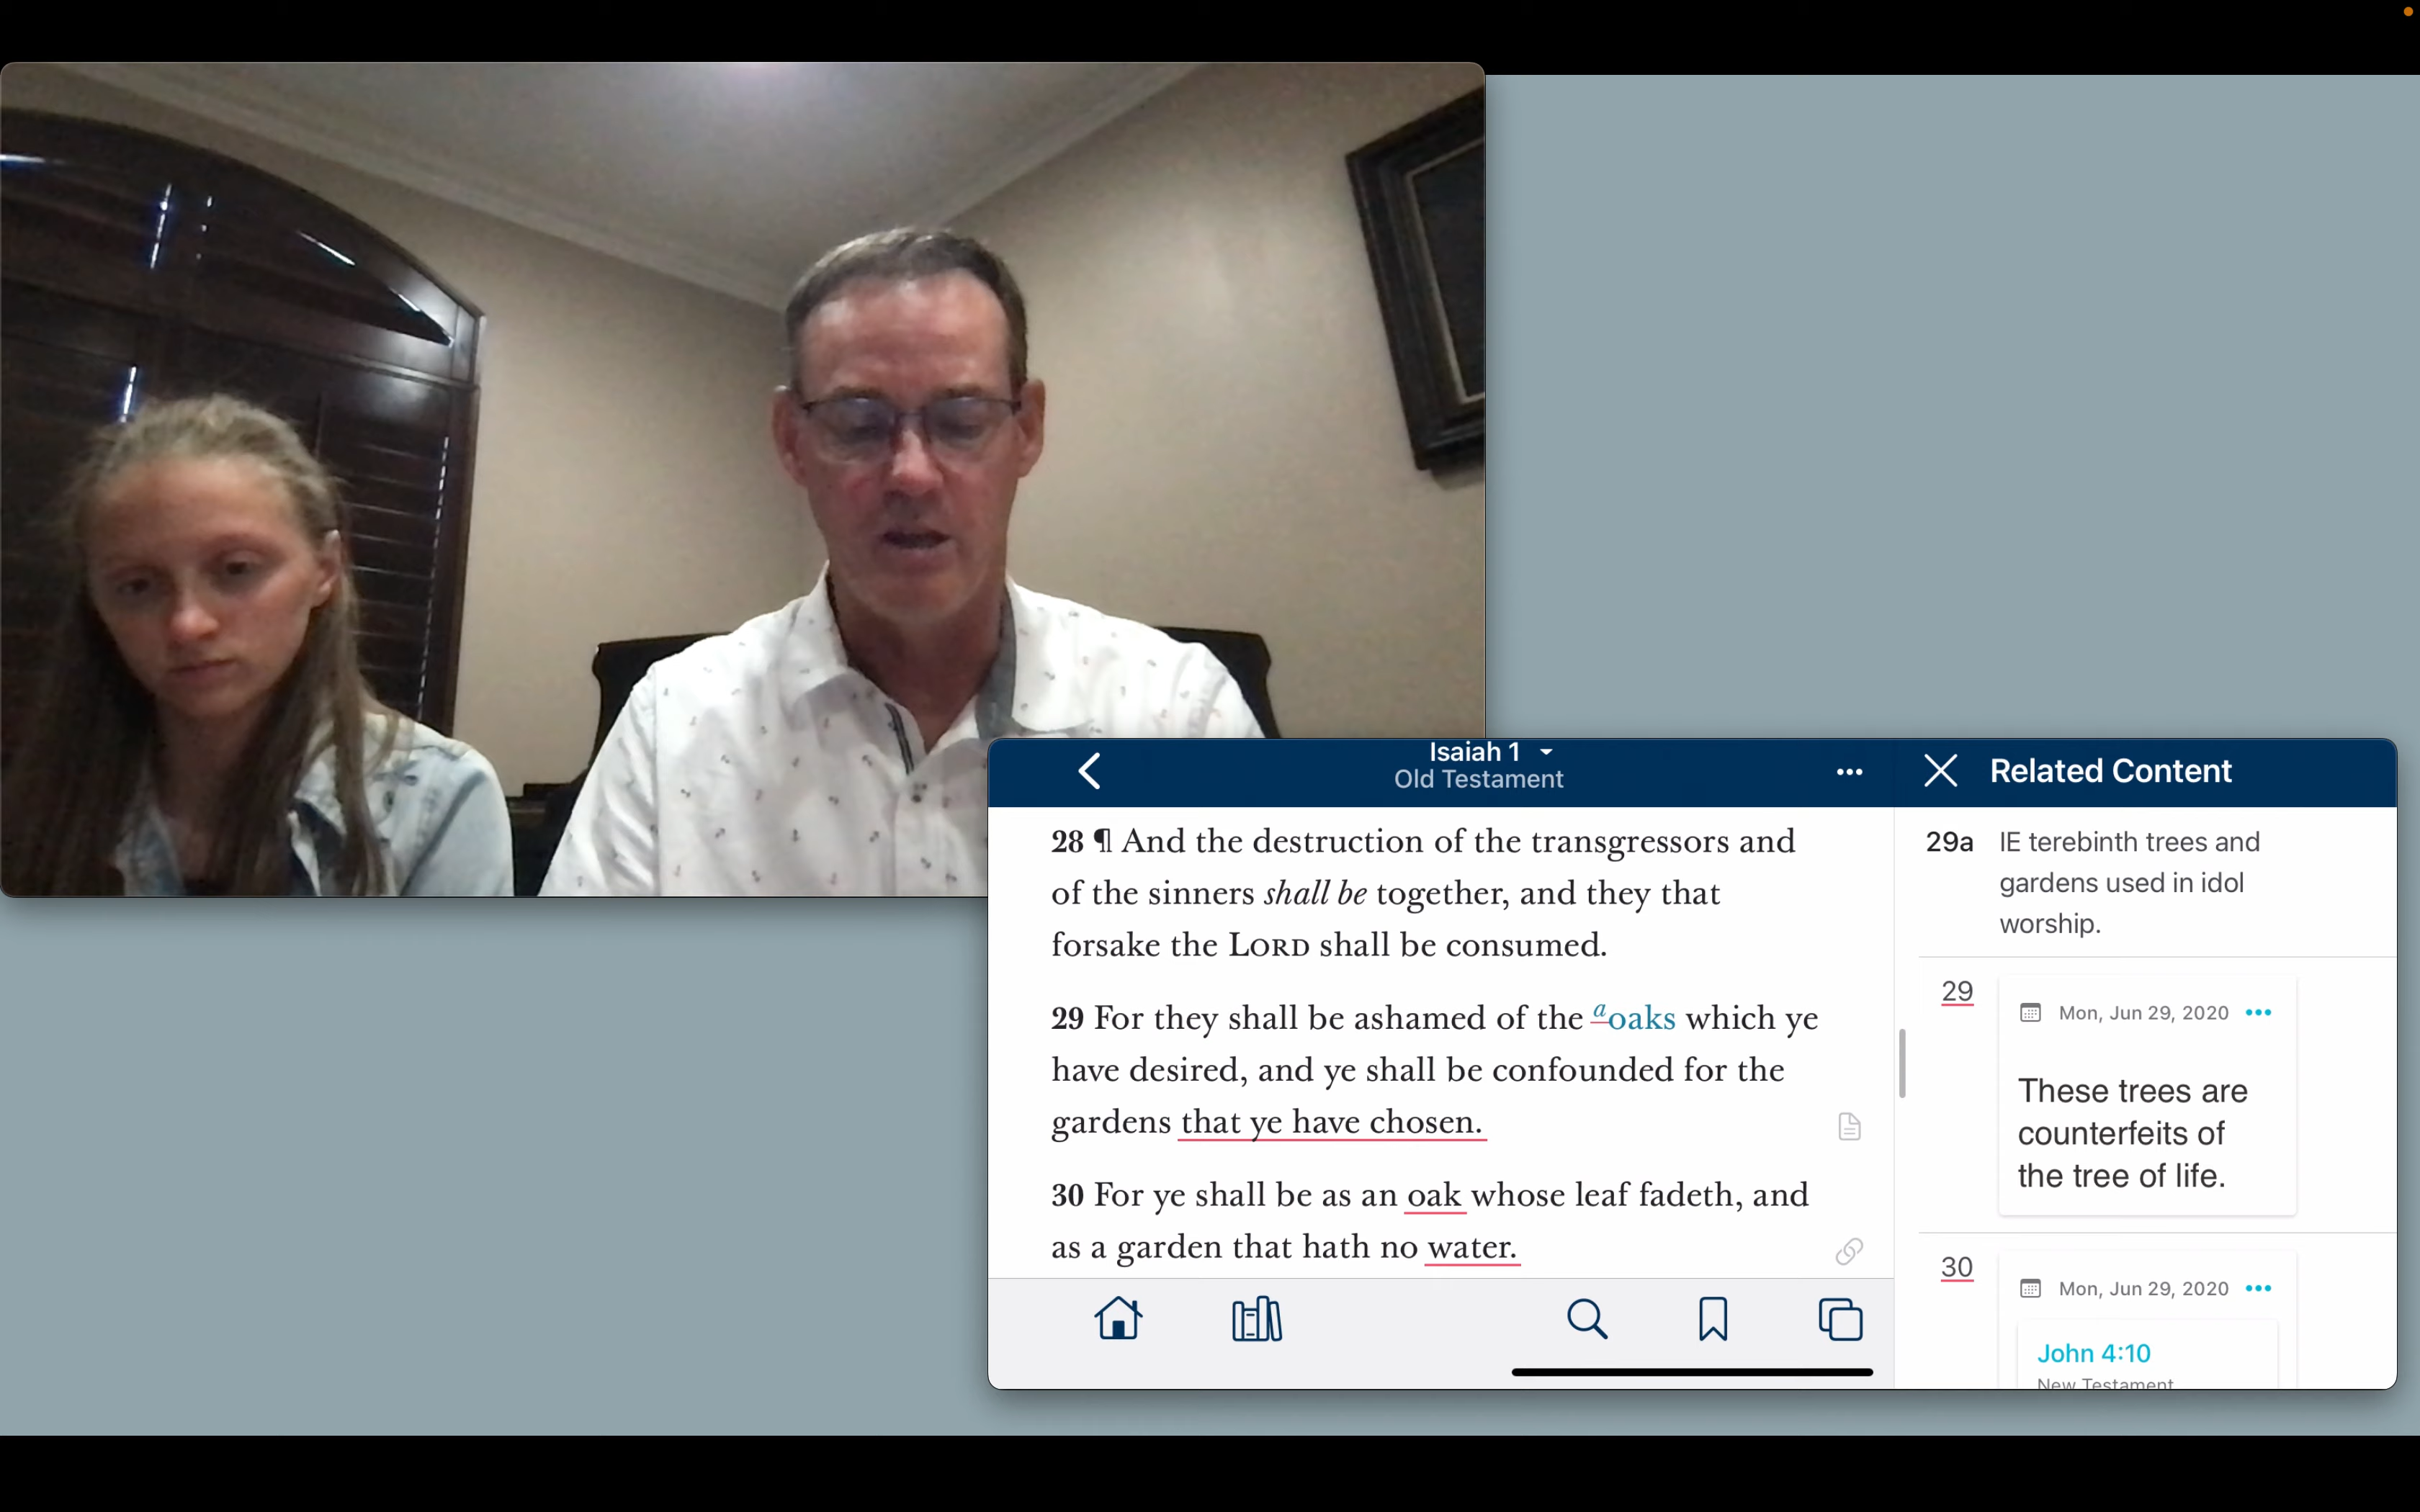 Isaiah 1
Old Testament
Related Content
28 ¶ And the destruction of the transgressors and
of the sinners shall be together, and they that
forsake the LORD shall be consumed.
29 For they shall be ashamed of the a oaks which ye
have desired, and ye shall be confounded for the
gardens that ye have chosen.
30 For ye shall be as an oak whose leaf fadeth, and
as a garden that hath no water.
29a IE terebinth trees and
gardens used in idol
worship.
29
Mon, Jun 29, 2020
These trees are
counterfeits of
the tree of life.
30
Mon, Jun 29, 2020
John 4:10
New Testament